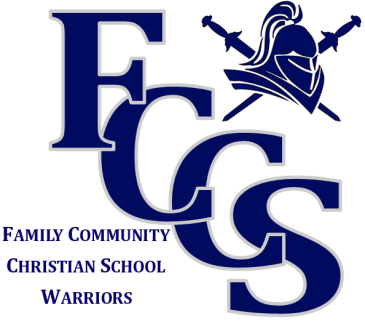 FCCS
FAMILY COMMUNITY
CHRISTIAN SCHOOL
WARRIORS